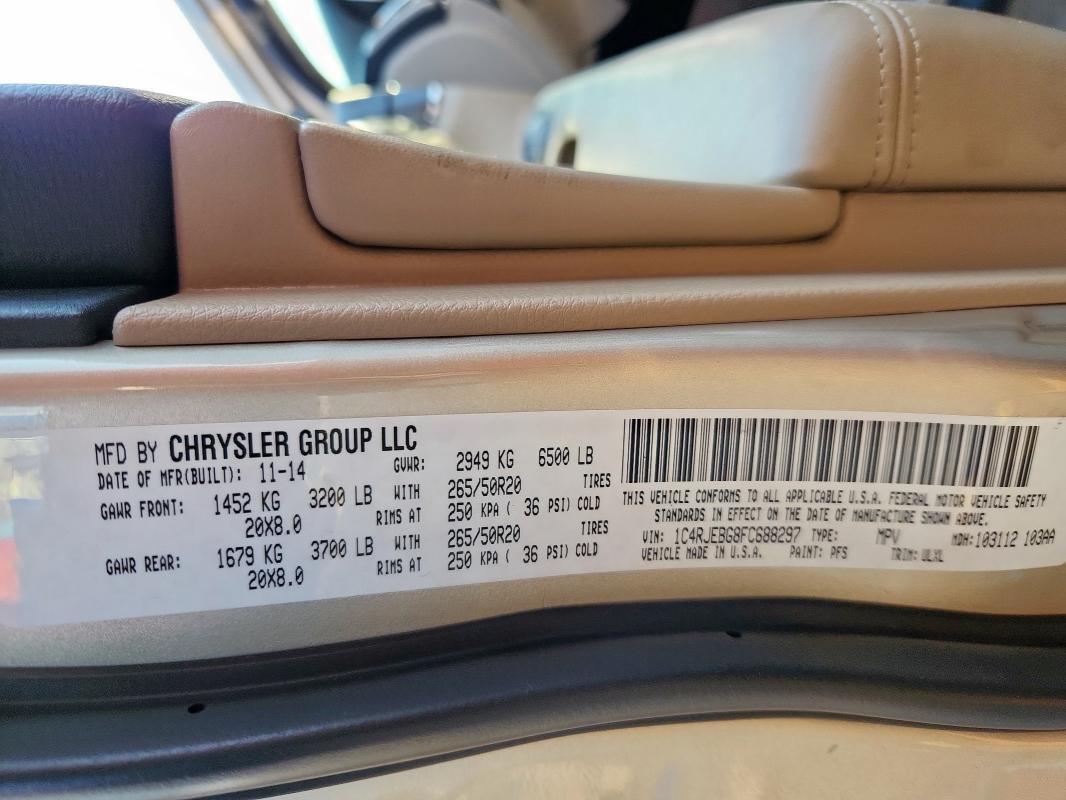 MFD BY CHRYSLER GROUP LLC
DATE OF MFR(BUILT): 11-14 GVWR: 2949 KG 6500 LB
GAWR FRONT: 1452 KG 3200 LB WITH 265/50R20 TIRES
20X8.0 RIMS AT 250 KPA ( 36 PSI) COLD
GAWR REAR: 1679 KG 3700 LB WITH 265/50R20 TIRES
20X8.0 RIMS AT 250 KPA ( 36 PSI) COLD
THIS VEHICLE CONFORMS TO ALL APPLICABLE U.S.A. FEDERAL MOTOR VEHICLE SAFETY
STANDARDS IN EFFECT ON THE DATE OF MANUFACTURE SHOWN ABOVE.
VIN: 1C4RJEBG8FC688297 TYPE: MPV MDH: 103112 103AA
VEHICLE MADE IN U.S.A. PAINT: PFS TRIM: ULXL